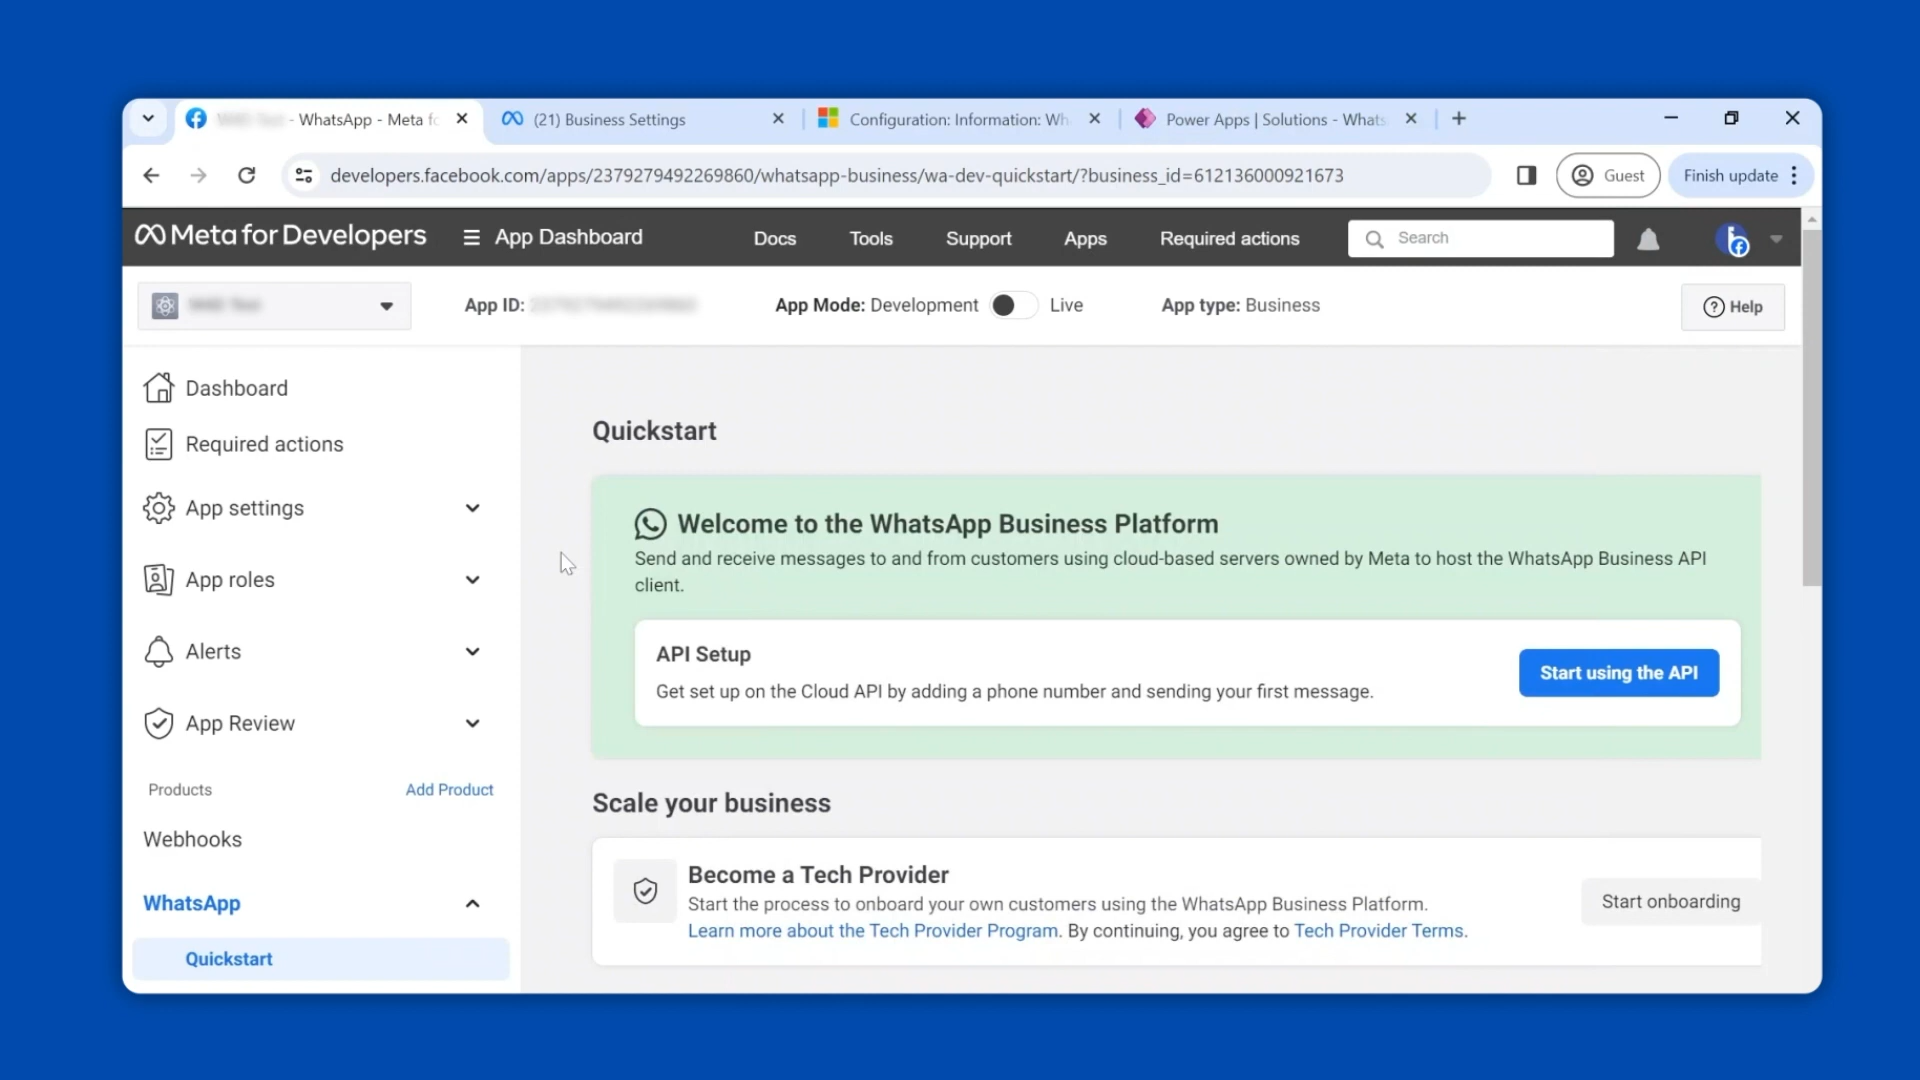 - WhatsApp - Meta fo
(21) Business Settings
Configuration: Information: Wh
Power Apps | Solutions - Whats
developers.facebook.com/apps/2379279492269860/whatsapp-business/wa-dev-quickstart/?business_id=612136000921673
Guest
Finish update
Meta for Developers
App Dashboard
Docs
Tools
Support
Apps
Required actions
Search
App ID:
App Mode: Development
Live
App type: Business
Help
Dashboard
Required actions
App settings
App roles
Alerts
App Review
Products
Add Product
Webhooks
WhatsApp
Quickstart
Quickstart
Welcome to the WhatsApp Business Platform
Send and receive messages to and from customers using cloud-based servers owned by Meta to host the WhatsApp Business API
client.
API Setup
Get set up on the Cloud API by adding a phone number and sending your first message.
Start using the API
Scale your business
Become a Tech Provider
Start the process to onboard your own customers using the WhatsApp Business Platform.
Learn more about the Tech Provider Program. By continuing, you agree to Tech Provider Terms.
Start onboarding